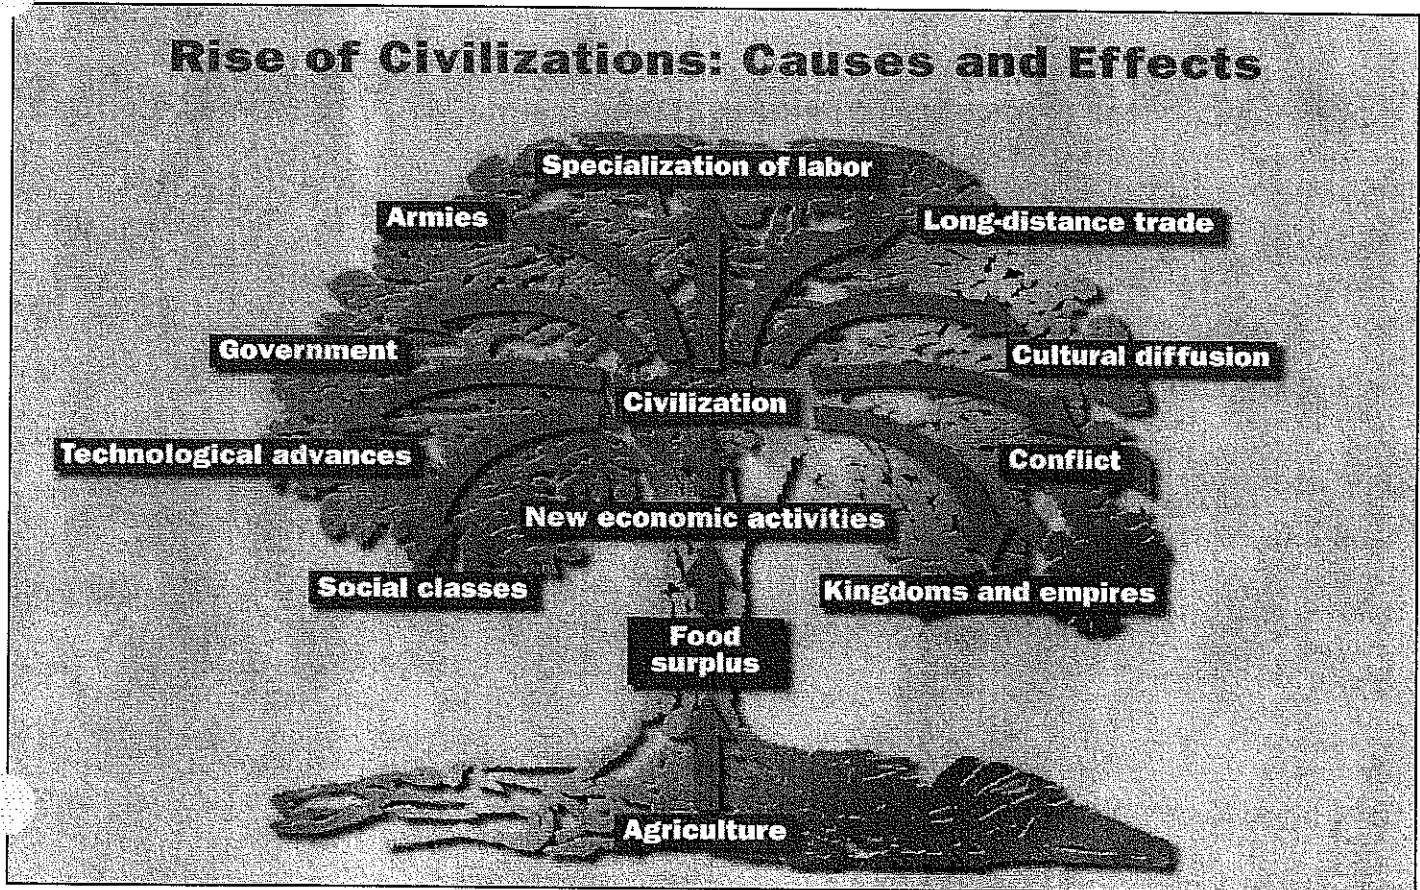 Rise of Civilizations: Causes and Effects
Specialization of labor
Armies
Long-distance trade
Government
Cultural diffusion
Civilization
Technological advances
Conflict
New economic activities
Social classes
Kingdoms and empires
Food
surplus
Agriculture